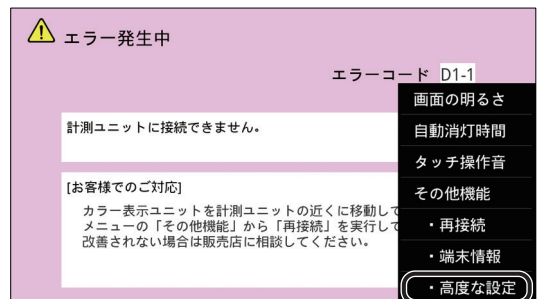 エラー発生中
エラーコード D1-1
計測ユニットに接続できません。
[お客様でのご対応]
カラー表示ユニットを計測ユニットの近くに移動して
メニューの「その他機能」から「再接続」を実行して
改善されない場合は販売店に相談してください。
画面の明るさ
自動消灯時間
タッチ操作音
その他機能
・再接続
・端末情報
・高度な設定